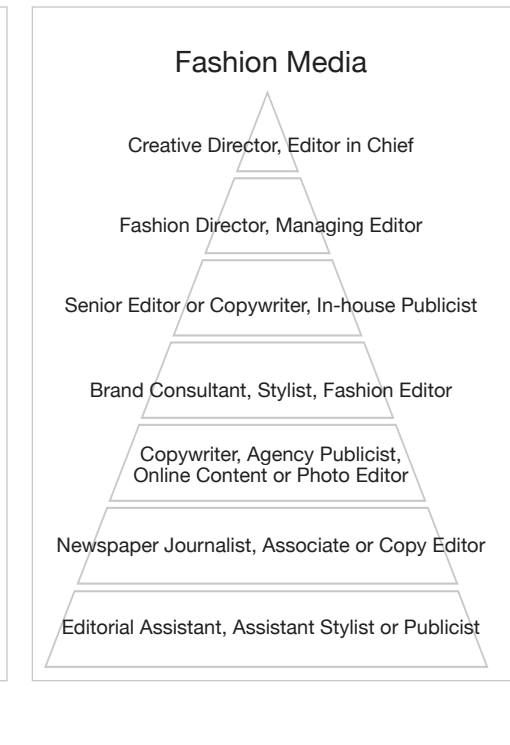 Fashion Media
Creative Director, Editor in Chief
Fashion Director, Managing Editor
Senior Editor or Copywriter, In-house Publicist
Brand Consultant, Stylist, Fashion Editor
Copywriter, Agency Publicist,
Online Content or Photo Editor
Newspaper Journalist, Associate or Copy Editor
Editorial Assistant, Assistant Stylist or Publicist